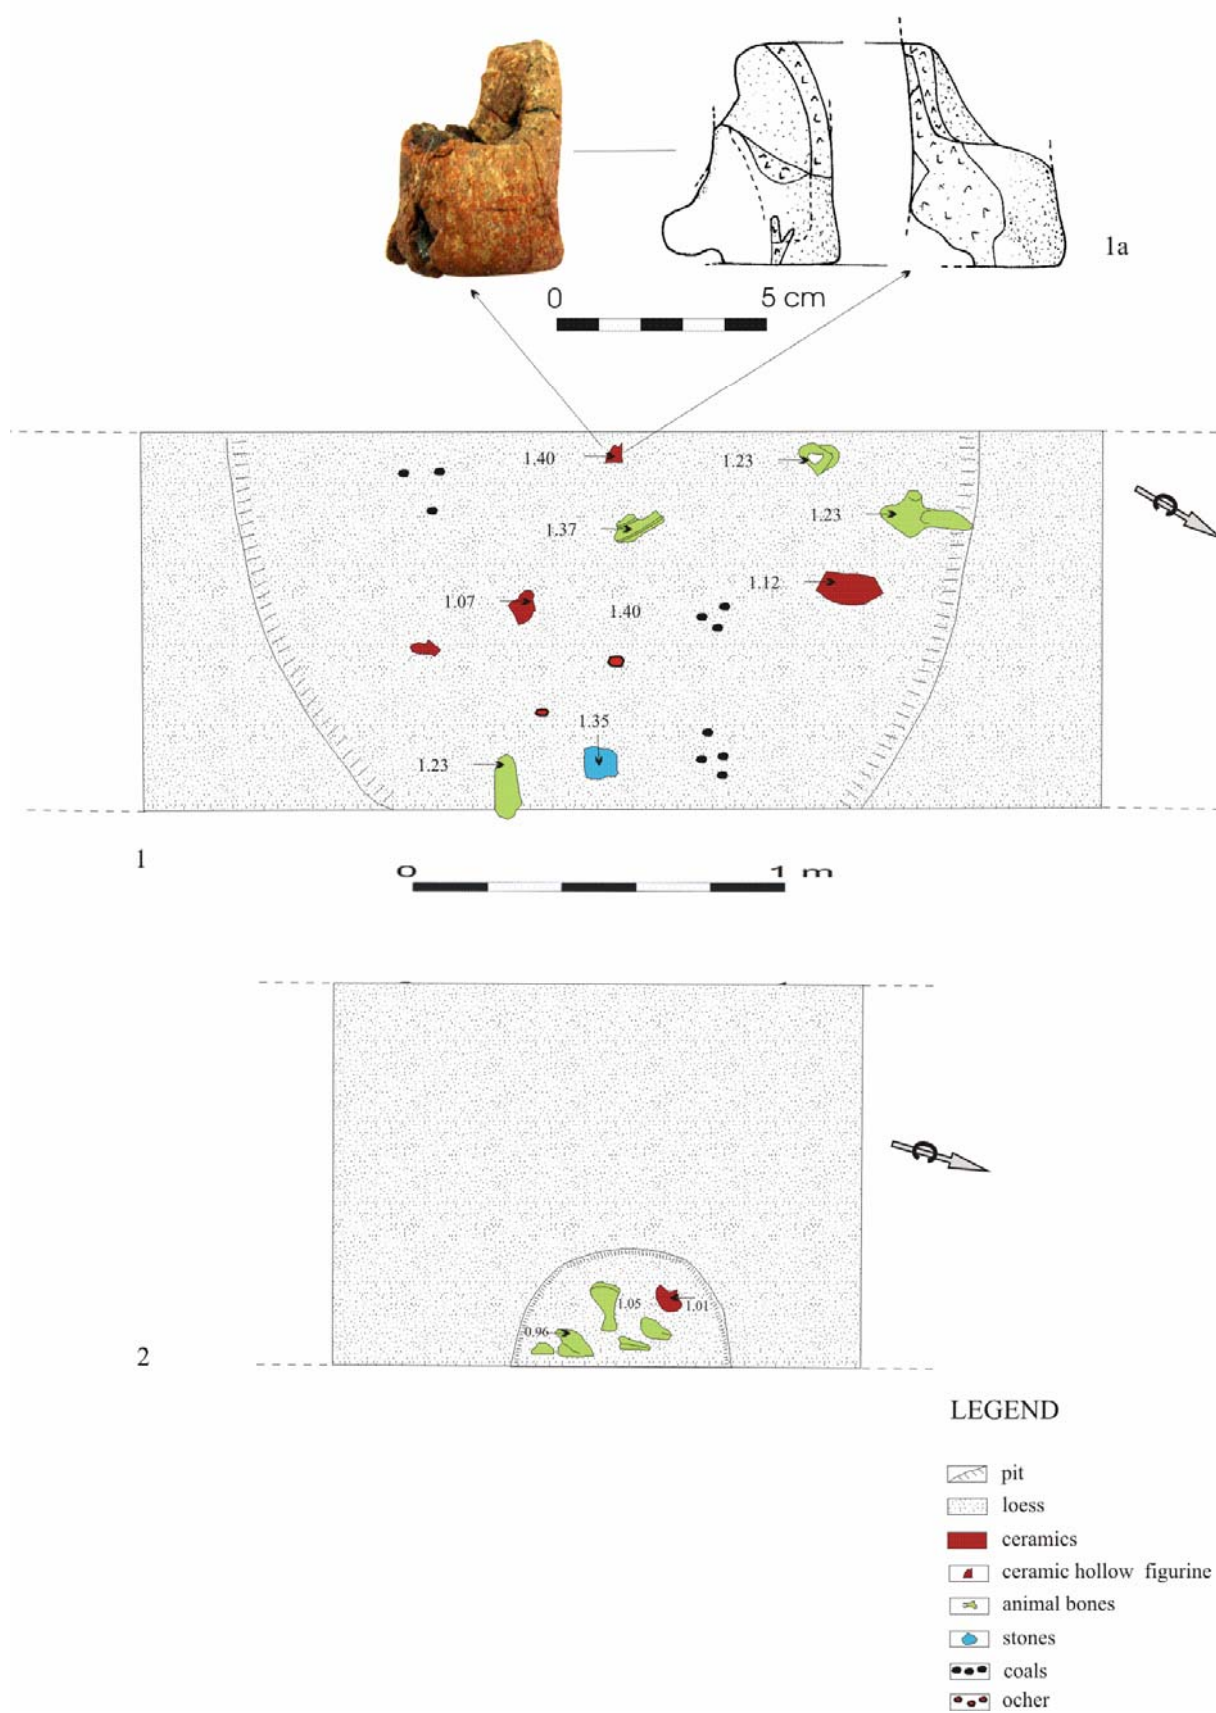 1a
0 5 cm
1.40 1.23
1.37 1.23
1.07 1.40 1.12
1.35
1.23
1
0 1 m
1.05 1.01
0.96
2
LEGEND
pit
loess
ceramics
ceramic hollow figurine
animal bones
stones
coals
ocher